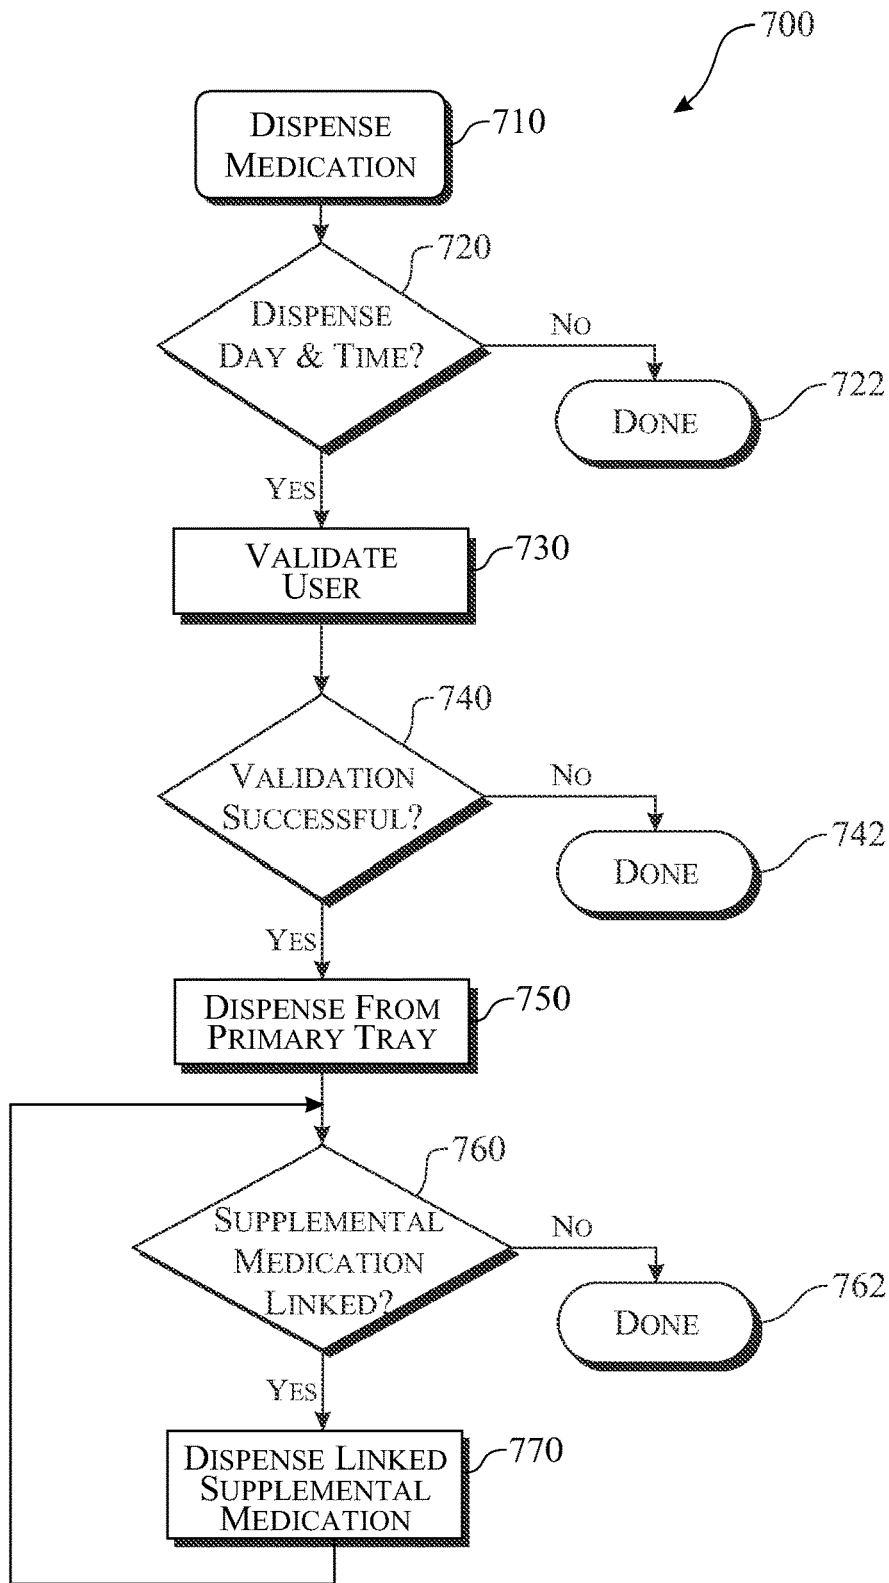 700
DISPENSE
MEDICATION
710
720
DISPENSE
DAY & TIME?
NO
DONE
722
YES
VALIDATE
USER
730
740
VALIDATION
SUCCESSFUL?
NO
DONE
742
YES
DISPENSE FROM
PRIMARY TRAY
750
760
SUPPLEMENTAL
MEDICATION
LINKED?
NO
DONE
762
YES
DISPENSE LINKED
SUPPLEMENTAL
MEDICATION
770